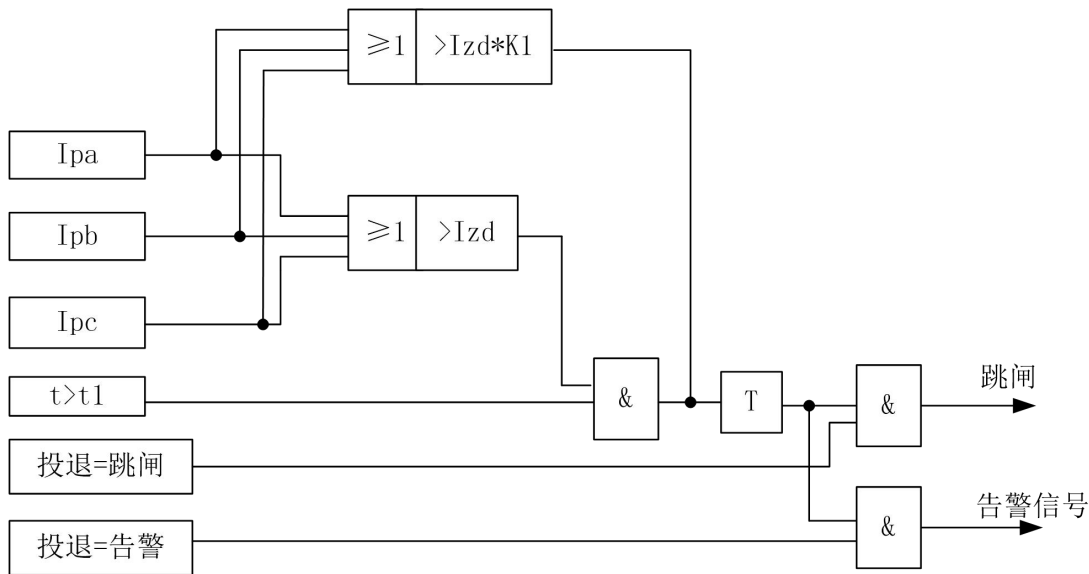 ≥1 >Izd*K1
Ipa
Ipb
≥1 >Izd
Ipc
t>t1
&
T
&
跳闸
投退=跳闸
投退=告警
&
告警信号